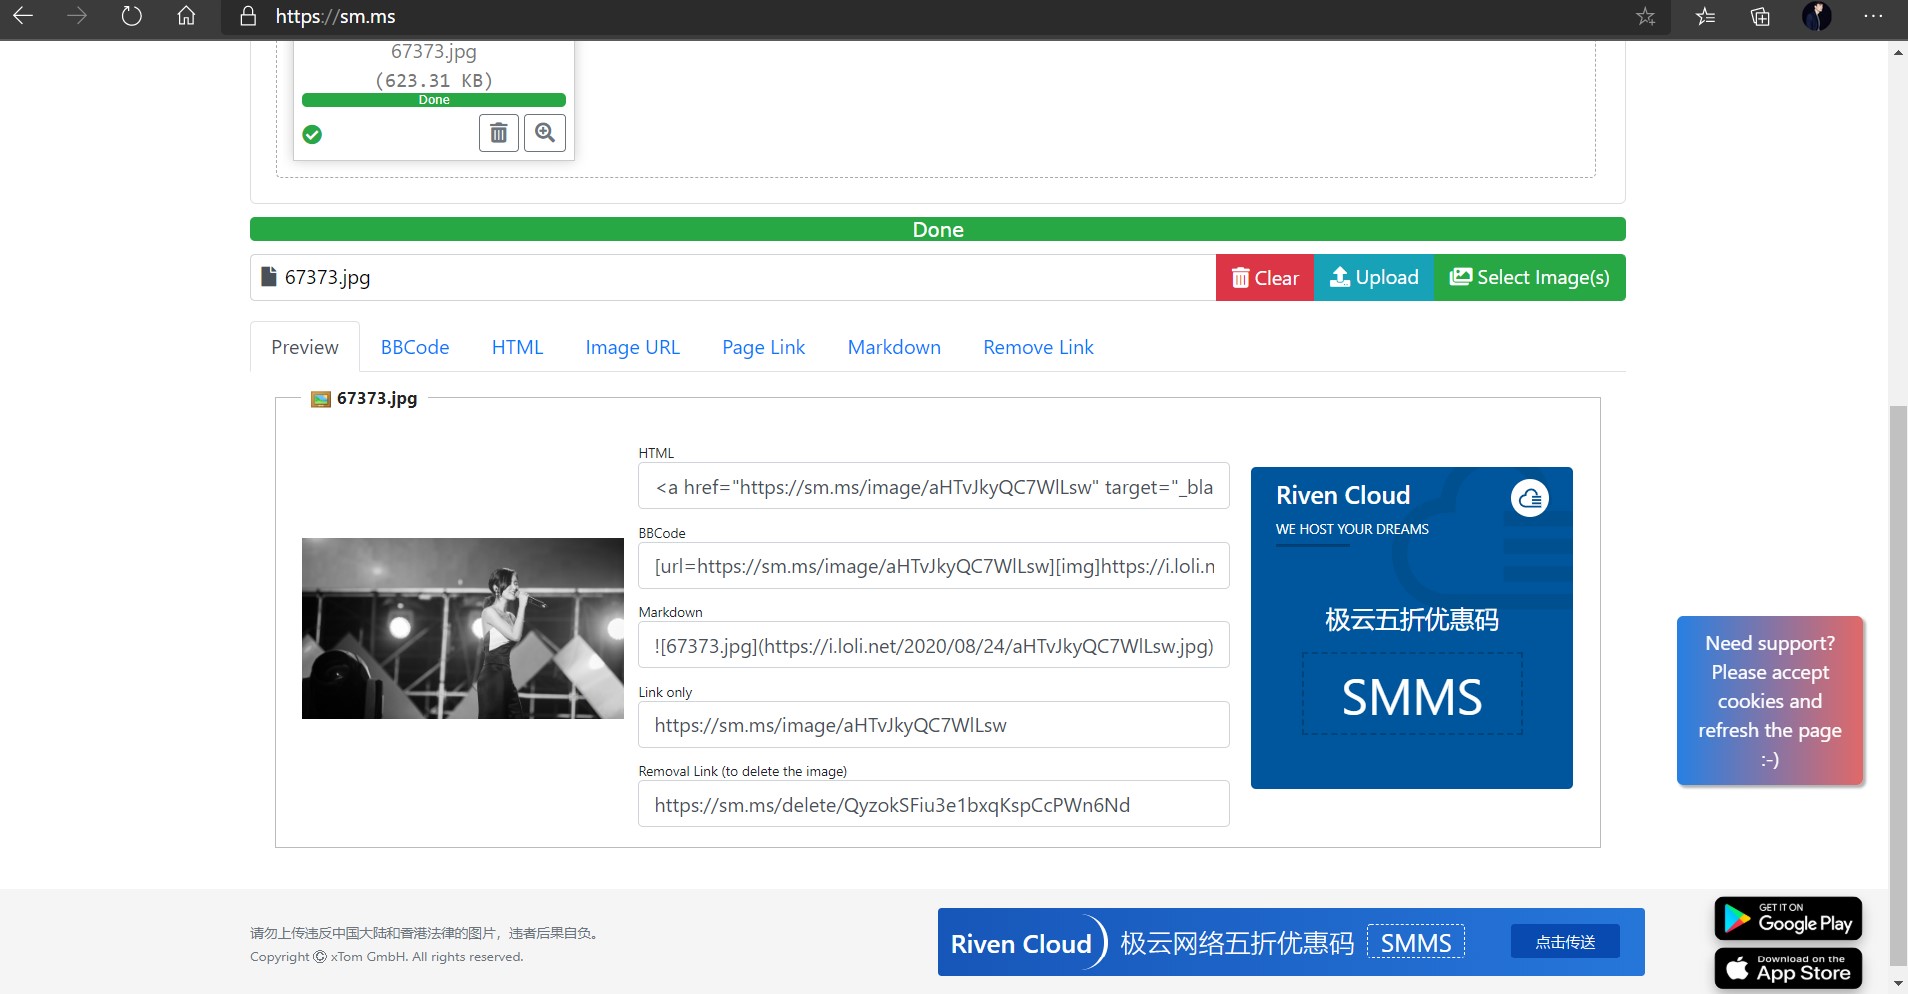 https://sm.ms
67373.jpg
(623.31 KB)
Done
Done
67373.jpg
Clear
Upload
Select Image(s)
Preview
BBCode
HTML
Image URL
Page Link
Markdown
Remove Link
67373.jpg
HTML
<a href="https://sm.ms/image/aHTvJkyQC7WlLsw" target="_bla
BBCode
[url=https://sm.ms/image/aHTvJkyQC7WlLsw][img]https://i.loli.n
Markdown
![67373.jpg](https://i.loli.net/2020/08/24/aHTvJkyQC7WlLsw.jpg)
Link only
https://sm.ms/image/aHTvJkyQC7WlLsw
Removal Link (to delete the image)
https://sm.ms/delete/QyzokSFiu3e1bxqKspCcPWn6Nd
Riven Cloud
WE HOST YOUR DREAMS
极云五折优惠码
SMMS
Need support?
Please accept
cookies and
refresh the page
:-)
请勿上传违反中国大陆和香港法律的图片，违者后果自负。
Copyright © xTom GmbH. All rights reserved.
Riven Cloud
极云网络五折优惠码
SMMS
点击传送
GET IT ON
Google Play
Download on the
App Store